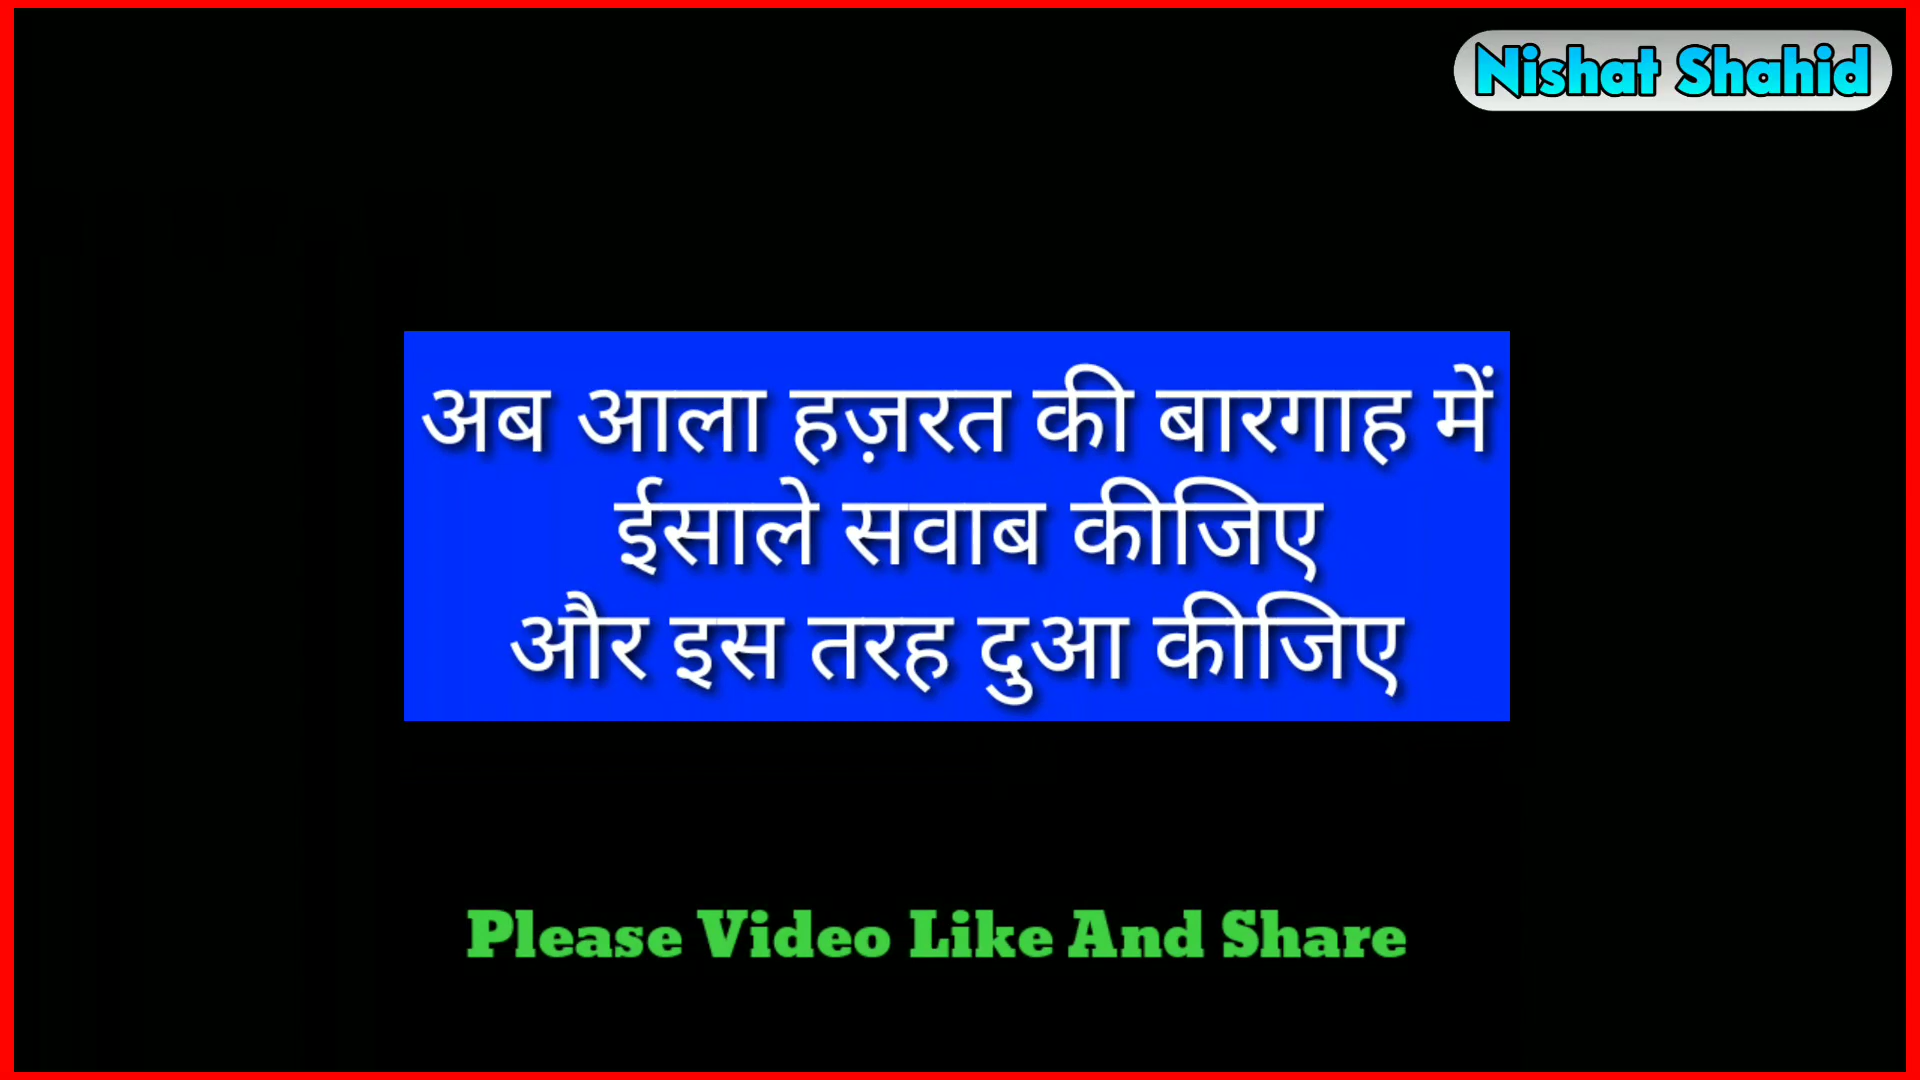 Nishat Shahid
अब आला हज़रत की बारगाह में
ईसाले सवाब कीजिए
और इस तरह दुआ कीजिए
Please Video Like And Share